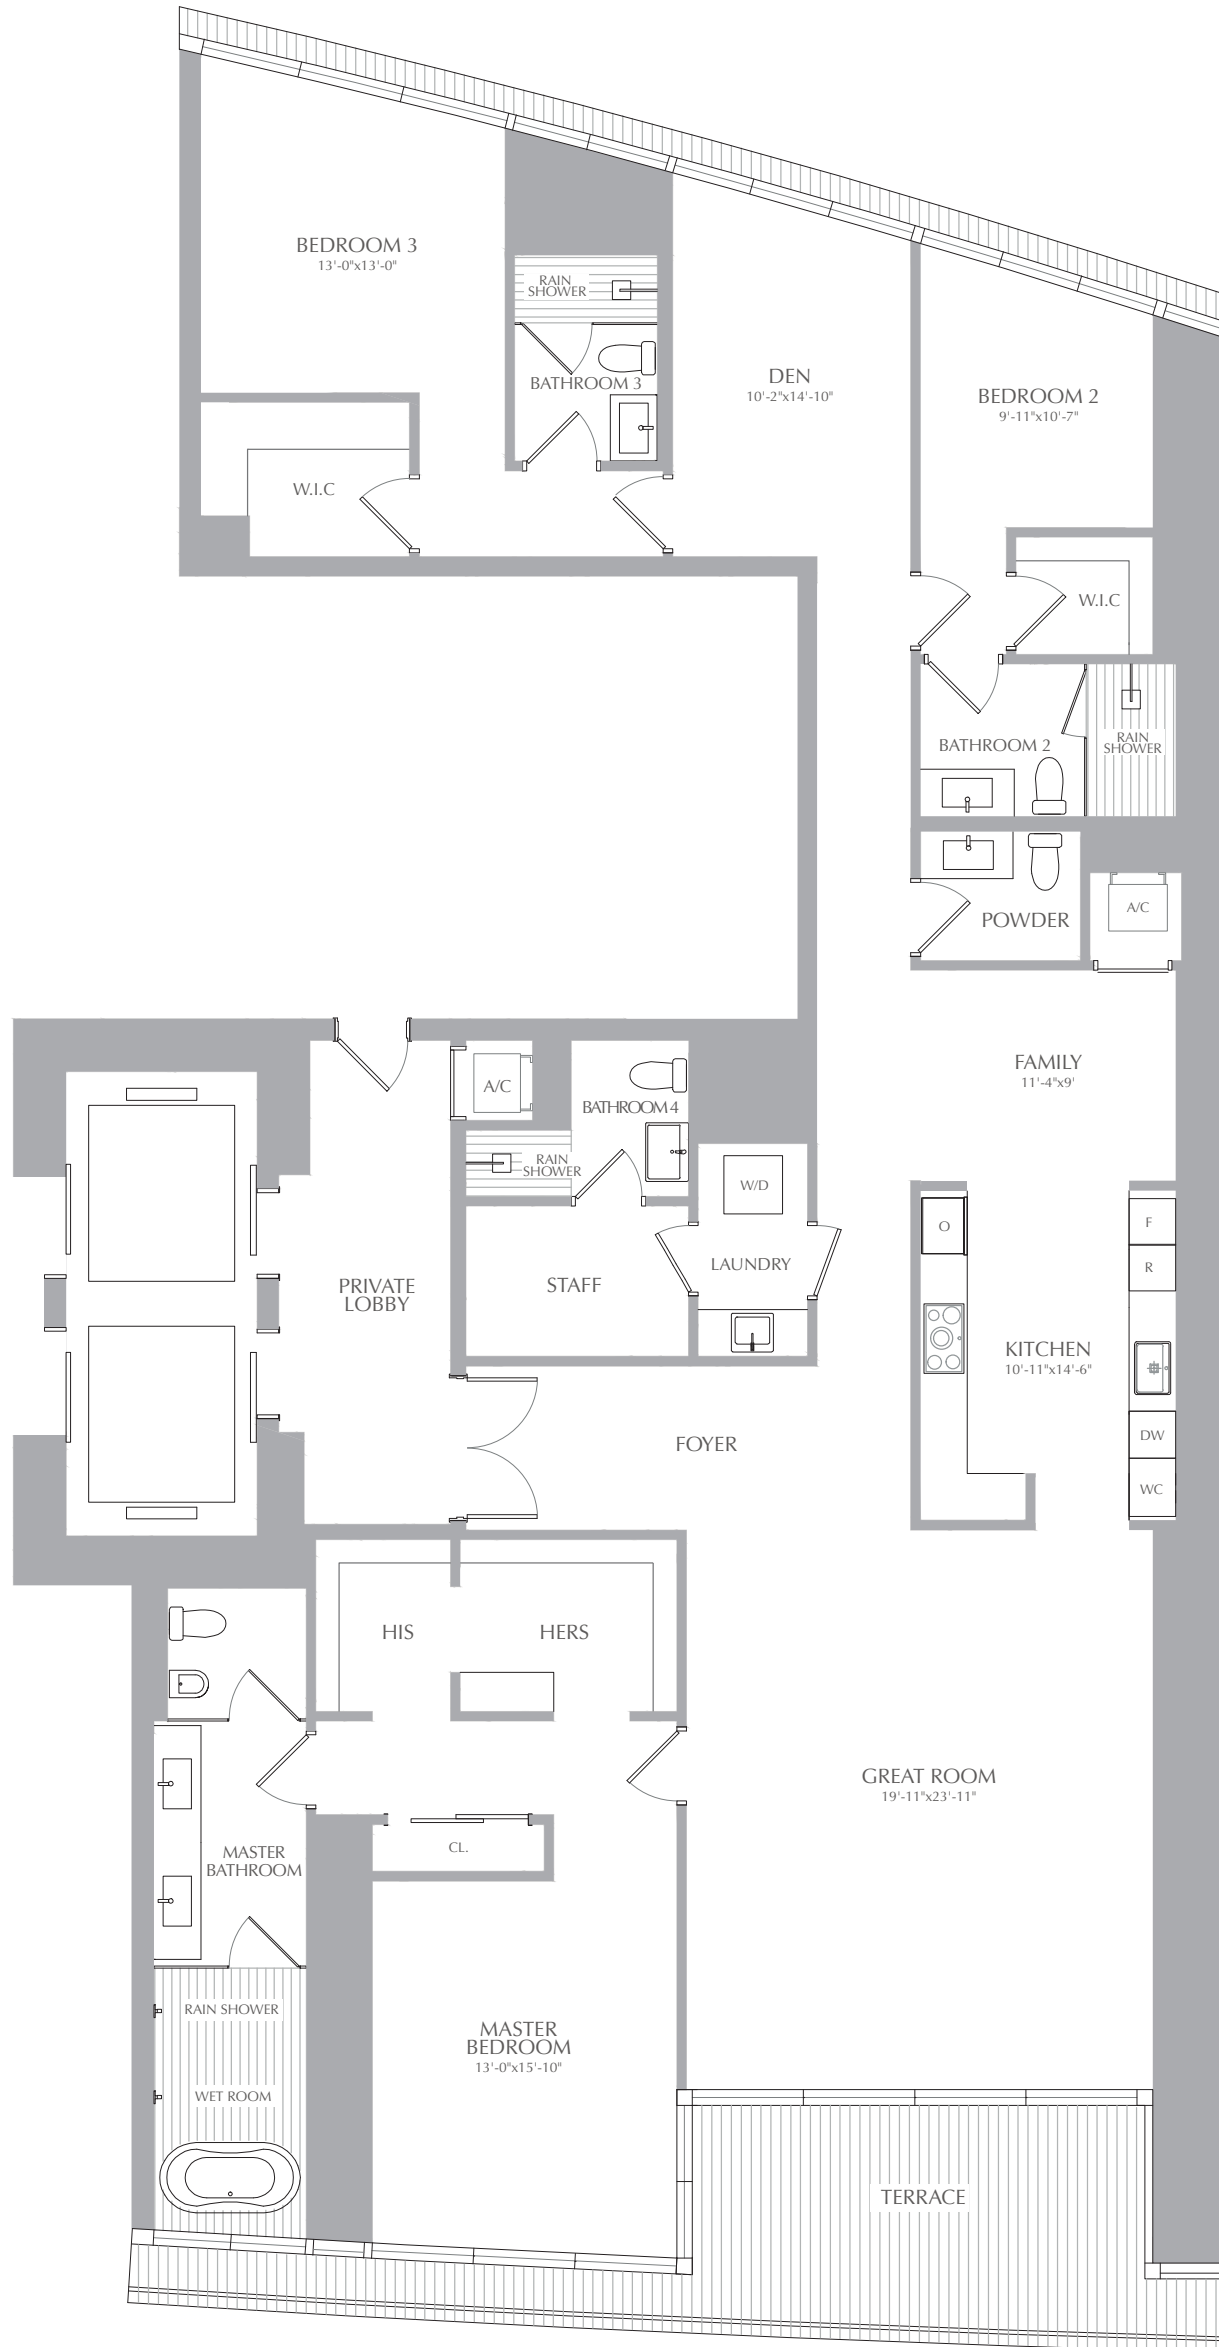 BEDROOM 3
13'-0"x13'-0"
RAIN
SHOWER
BATHROOM 3
DEN
10'-2"x14'-10"
BEDROOM 2
9'-11"x10'-7"
W.I.C
W.I.C
BATHROOM 2
RAIN
SHOWER
POWDER
A/C
FAMILY
11'-4"x9'
A/C
BATHROOM 4
RAIN
SHOWER
W/D
LAUNDRY
STAFF
PRIVATE
LOBBY
O
F
R
KITCHEN
10'-11"x14'-6"
DW
WC
FOYER
HIS
HERS
GREAT ROOM
19'-11"x23'-11"
CL.
MASTER
BATHROOM
RAIN SHOWER
WET ROOM
MASTER
BEDROOM
13'-0"x15'-10"
TERRACE